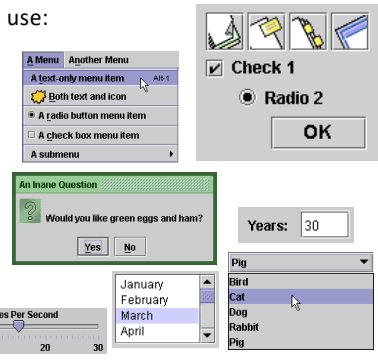 use:
A Menu Another Menu
A text-only menu item Alt-1
Both text and icon
A radio button menu item
A check box menu item
A submenu
Check 1
Radio 2
OK
An Inane Question
Would you like green eggs and ham?
Yes No
Years: 30
January
February
March
April
Pig
Bird
Cat
Dog
Rabbit
Pig
es Per Second
20 30